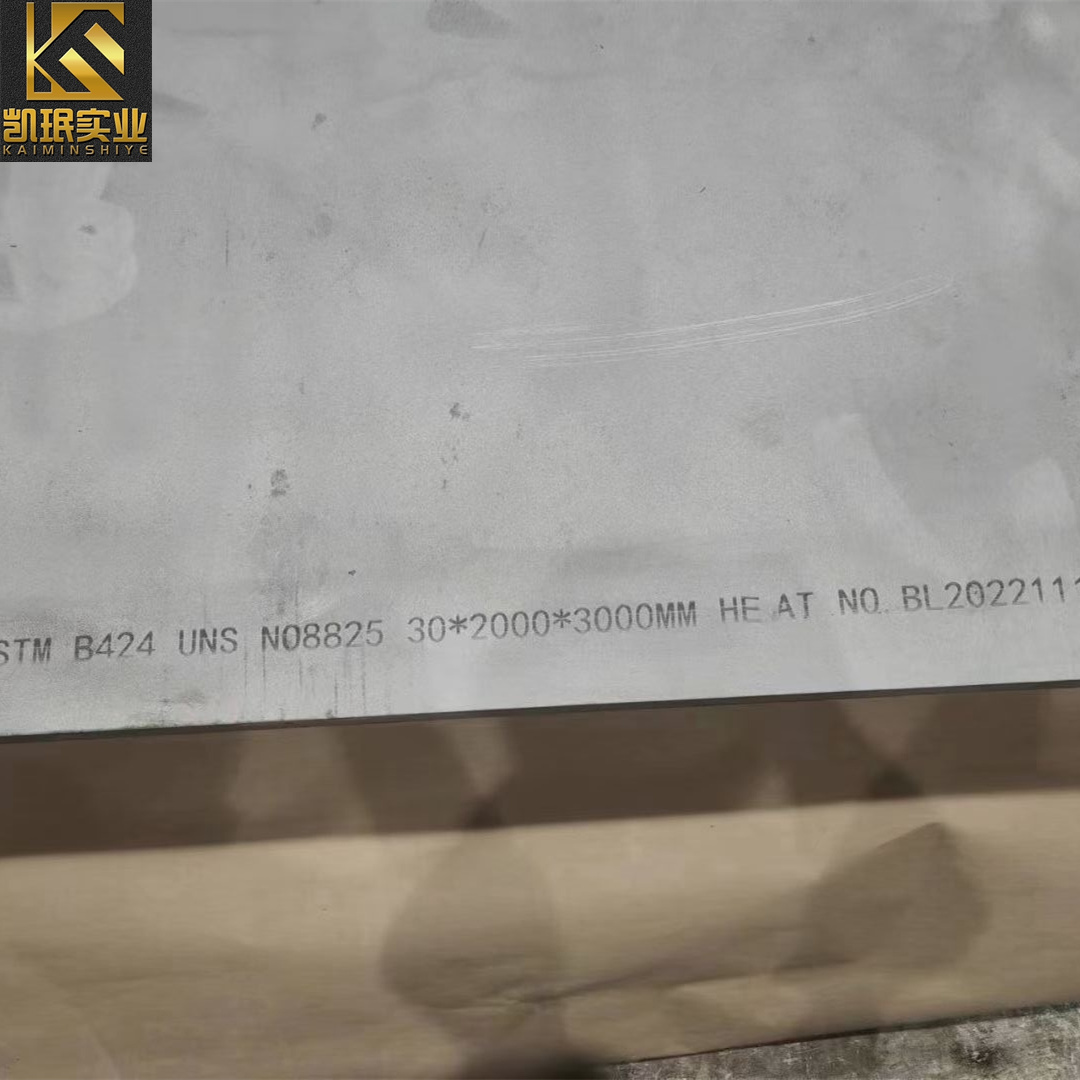 凯珉实业
KAIMINSHIYE
STM B424 UNS N08825 30*2000*3000MM HE AT NO. BL2022111